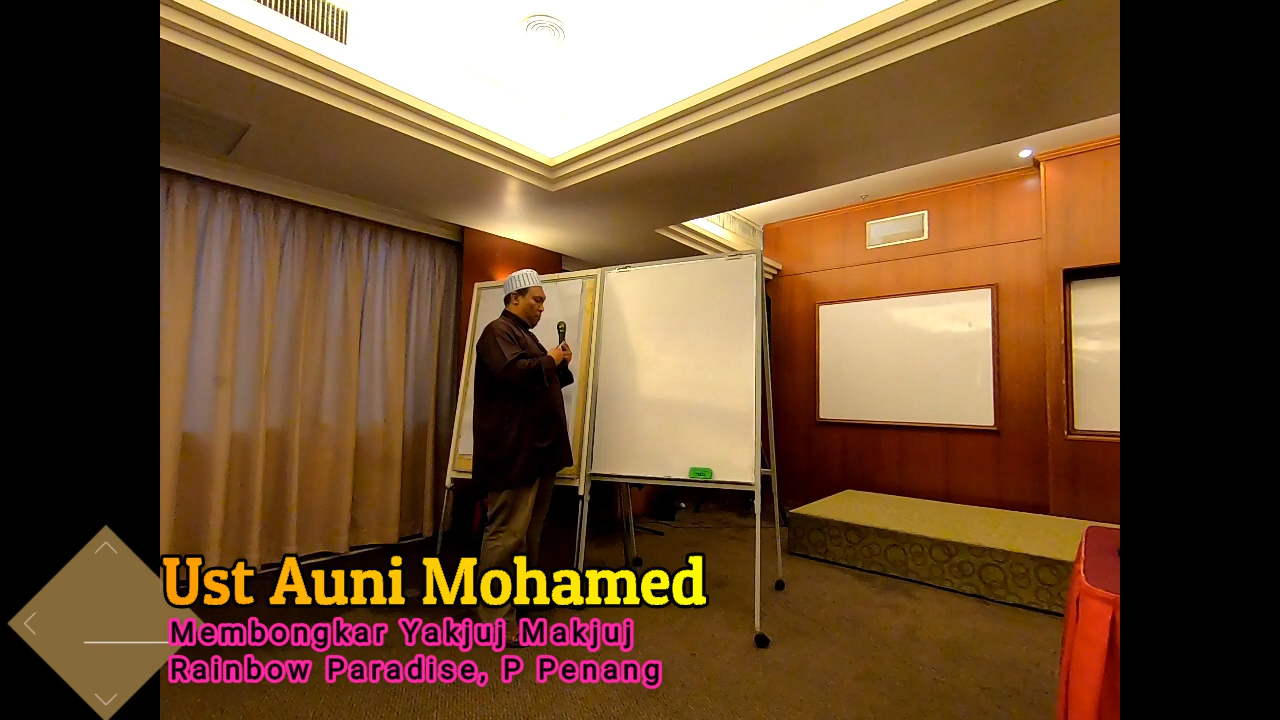 Ust Auni Mohamed
Membongkar Yakjuj Makjuj
Rainbow Paradise, P Penang